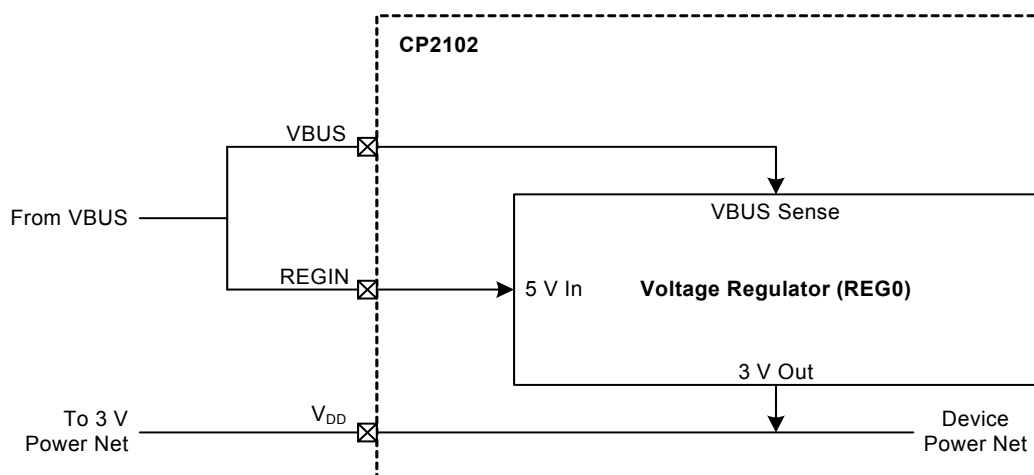 CP2102
VBUS
From VBUS
VBUS Sense
REGIN
5 V In
Voltage Regulator (REG0)
3 V Out
To 3 V
Power Net
VDD
Device
Power Net